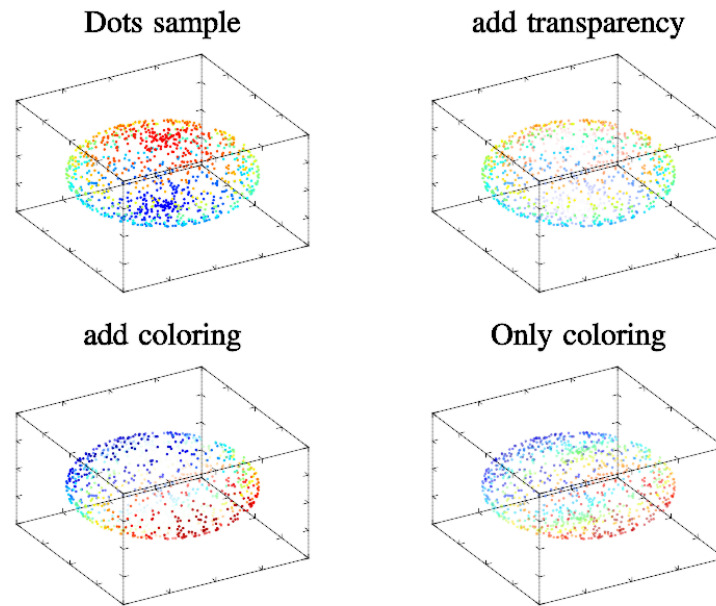 Dots sample
add transparency
add coloring
Only coloring